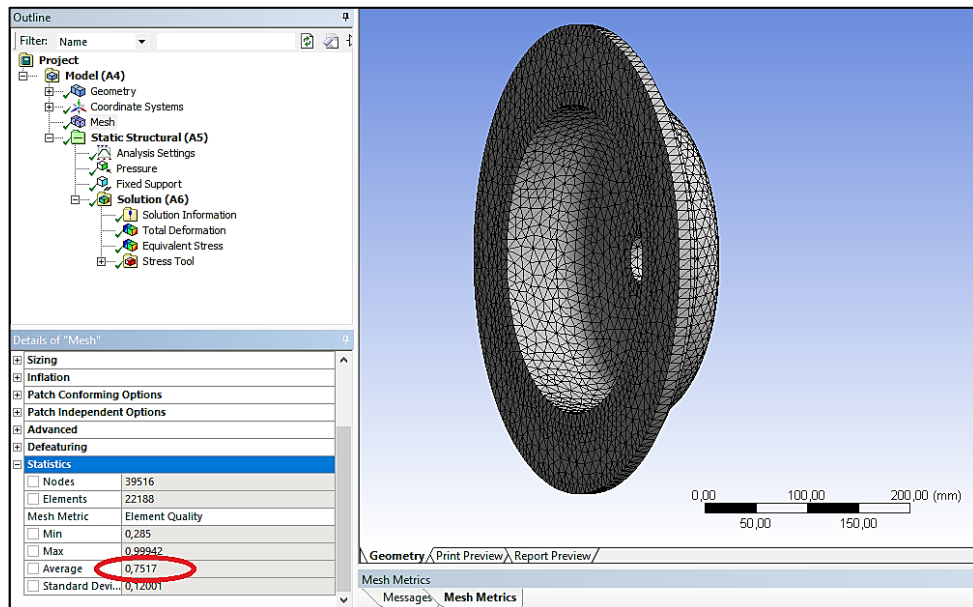 Outline
Filter: Name
Project
Model (A4)
Geometry
Coordinate Systems
Mesh
Static Structural (A5)
Analysis Settings
Pressure
Fixed Support
Solution (A6)
Solution Information
Total Deformation
Equivalent Stress
Stress Tool
Details of "Mesh"
Sizing
Inflation
Patch Conforming Options
Patch Independent Options
Advanced
Defeaturing
Statistics
Nodes 39516
Elements 22188
Mesh Metric Element Quality
Min 0,285
Max 0,99942
Average 0,7517
Standard Devi... 0,12001
0,00 100,00 200,00 (mm)
50,00 150,00
Geometry Print Preview Report Preview
Mesh Metrics
Messages Mesh Metrics